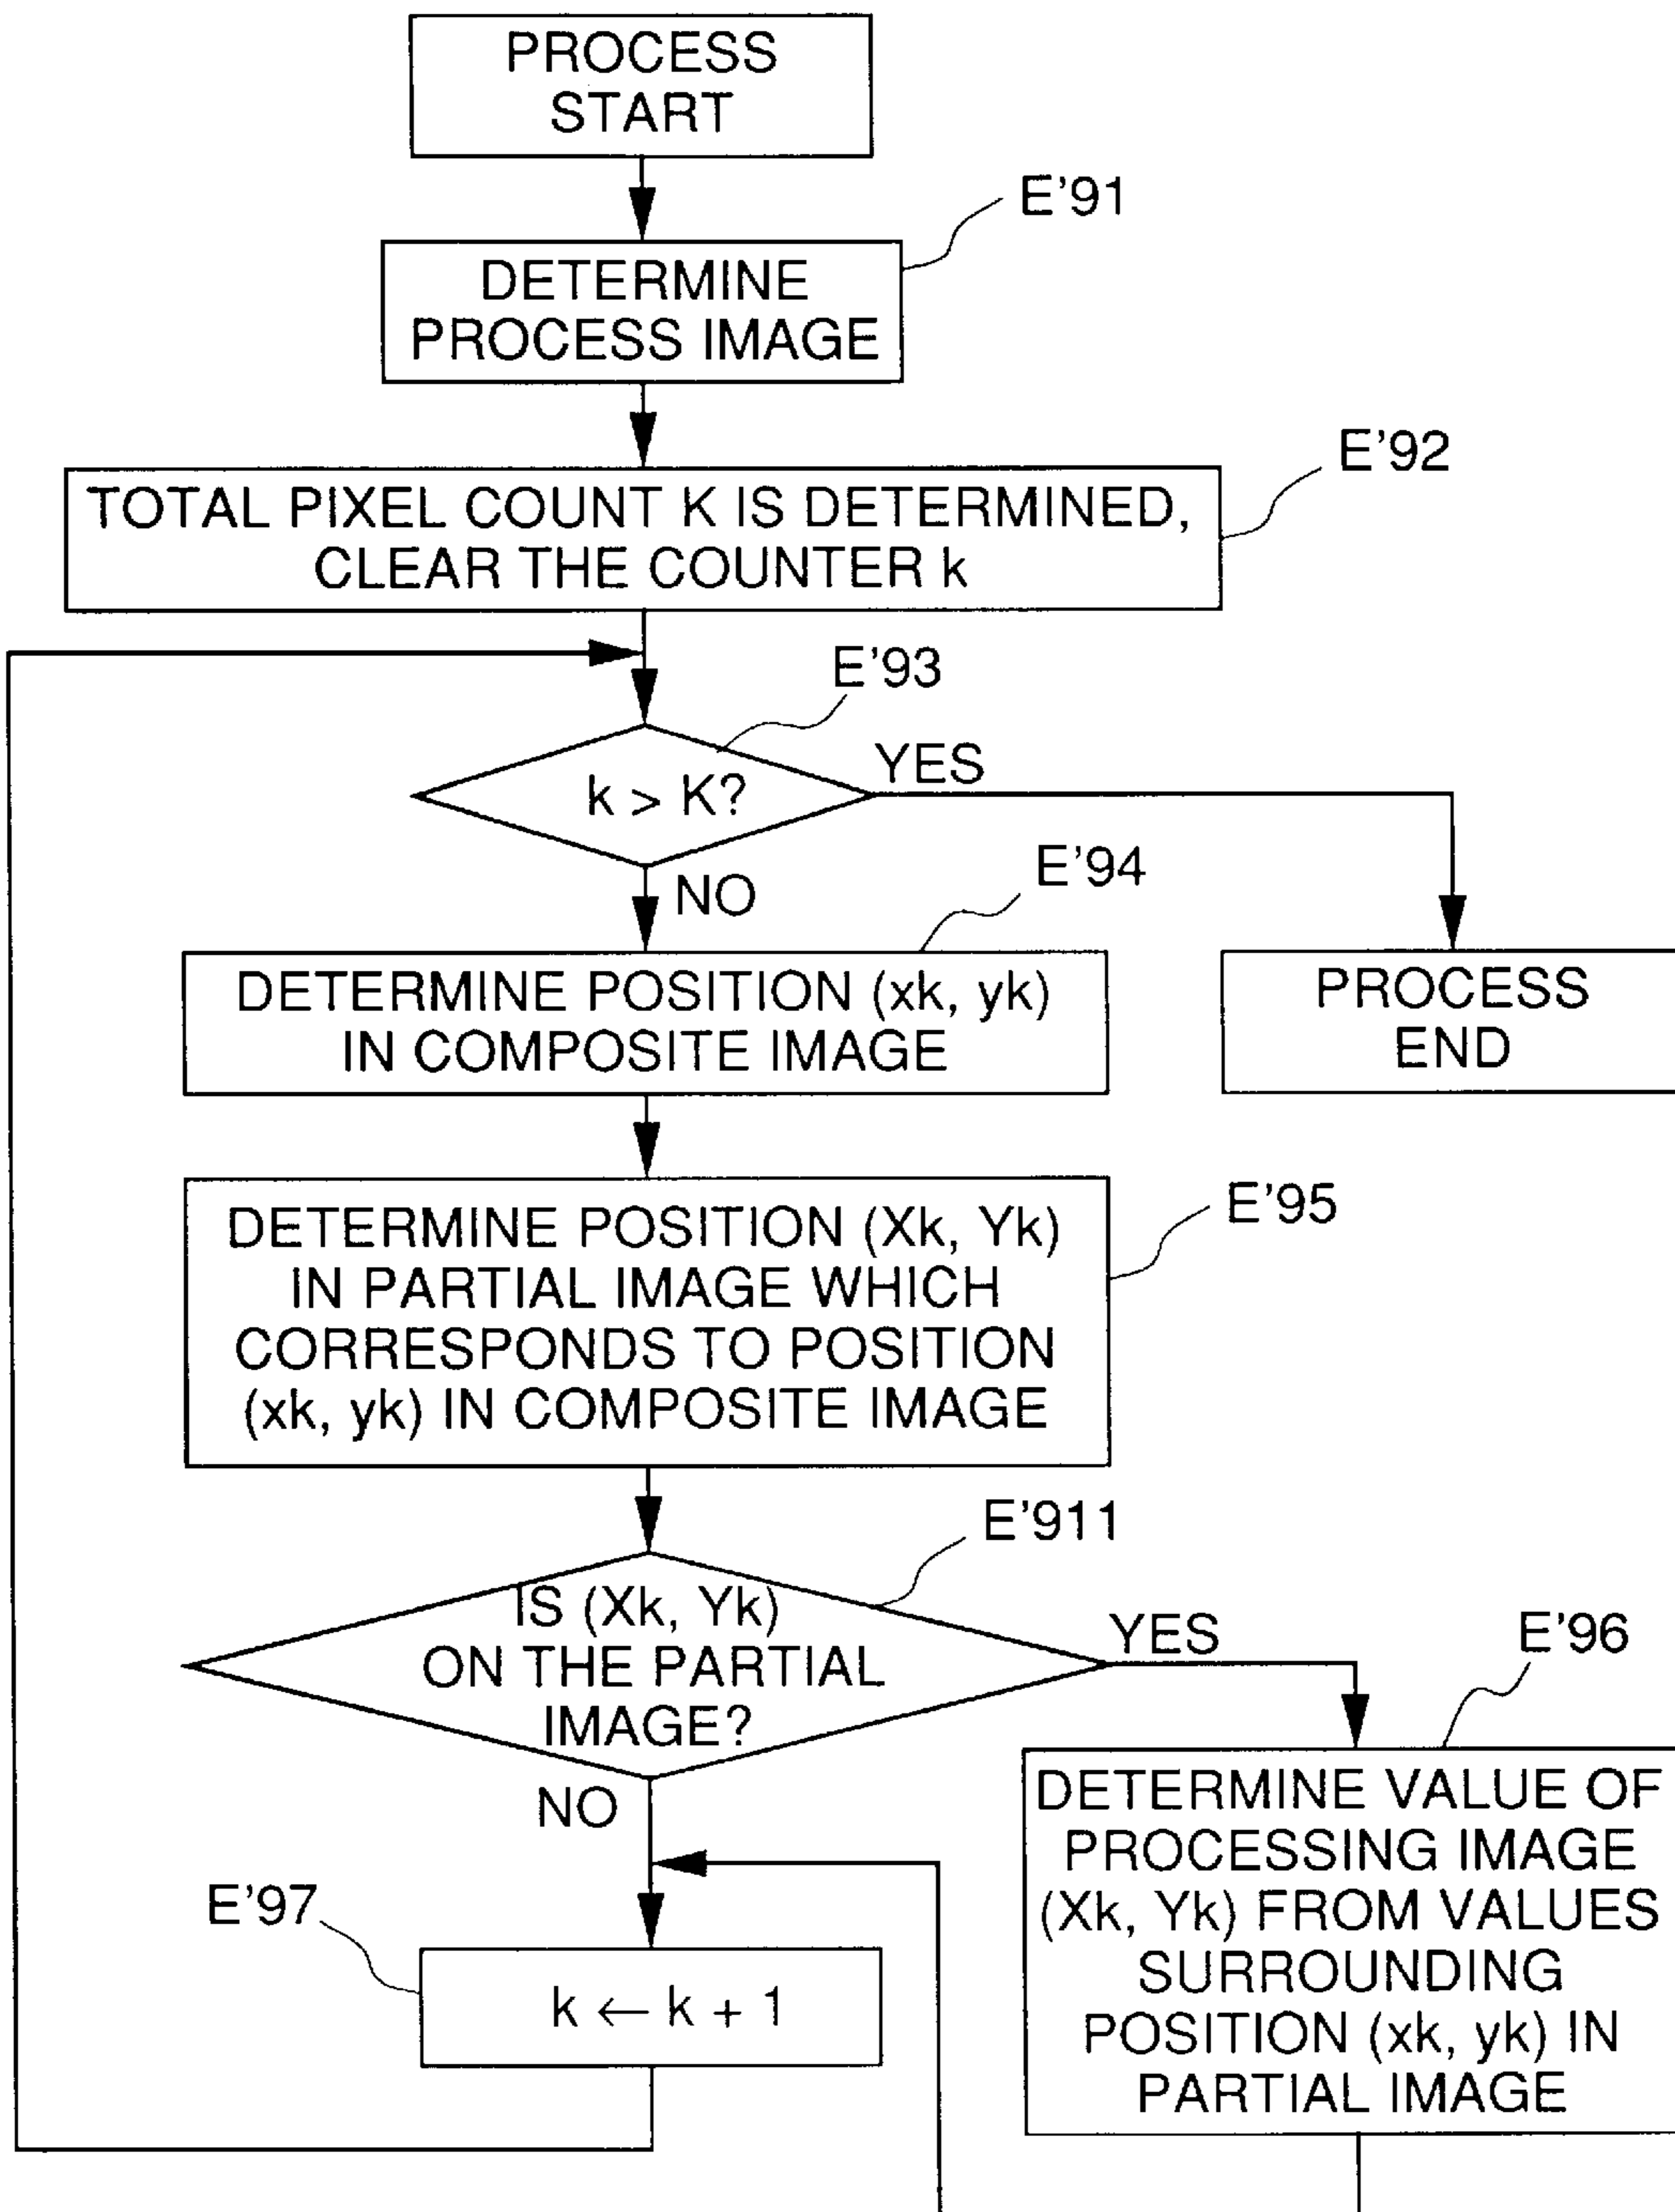 PROCESS
START
E'91
DETERMINE
PROCESS IMAGE
E'92
TOTAL PIXEL COUNT K IS DETERMINED,
CLEAR THE COUNTER k
E'93
k > K?
YES
NO
E'94
DETERMINE POSITION (xk, yk)
IN COMPOSITE IMAGE
PROCESS
END
E'95
DETERMINE POSITION (Xk, Yk)
IN PARTIAL IMAGE WHICH
CORRESPONDS TO POSITION
(xk, yk) IN COMPOSITE IMAGE
E'911
IS (Xk, Yk)
ON THE PARTIAL
IMAGE?
YES
NO
E'96
DETERMINE VALUE OF
PROCESSING IMAGE
(Xk, Yk) FROM VALUES
SURROUNDING
POSITION (xk, yk) IN
PARTIAL IMAGE
E'97
k ← k + 1